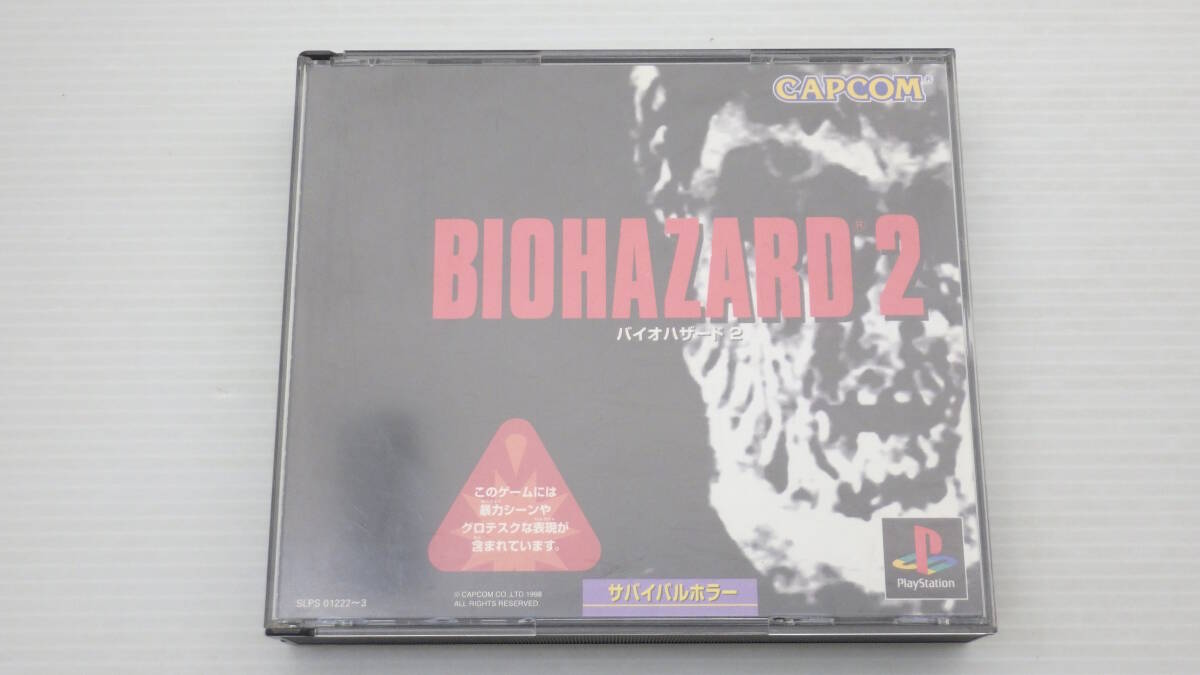 CAPCOM®
BIOHAZARD® 2
バイオハザード 2
このゲームには
暴力シーンや
グロテスクな表現が
含まれています。
サバイバルホラー
© CAPCOM CO.,LTD 1998
ALL RIGHTS RESERVED.
SLPS 01222〜3
PlayStation